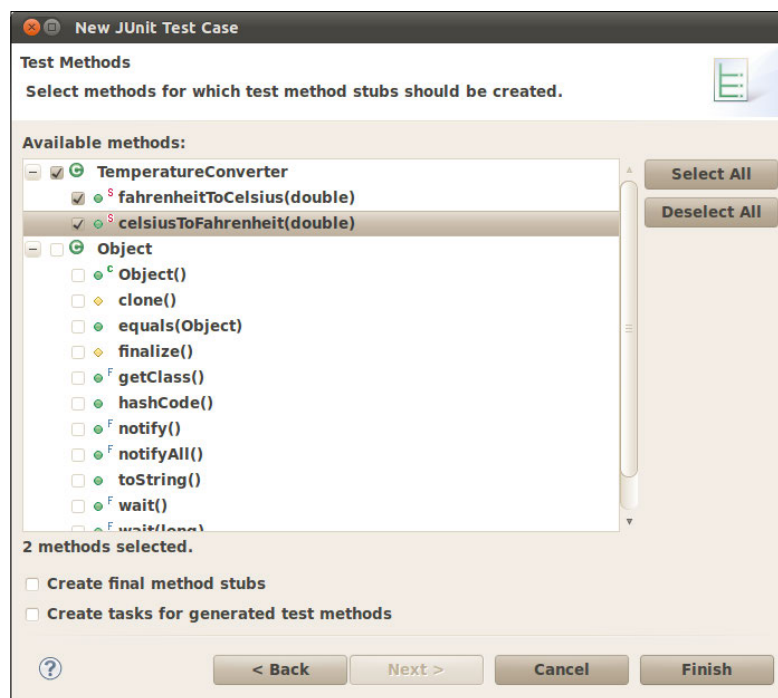 New JUnit Test Case
Test Methods
Select methods for which test method stubs should be created.
Available methods:
C TemperatureConverter
S fahrenheitToCelsius(double)
S celsiusToFahrenheit(double)
C Object
c Object()
clone()
equals(Object)
finalize()
F getClass()
hashCode()
F notify()
F notifyAll()
toString()
F wait()
F wait(long)
Select All
Deselect All
2 methods selected.
Create final method stubs
Create tasks for generated test methods
?
< Back
Next >
Cancel
Finish